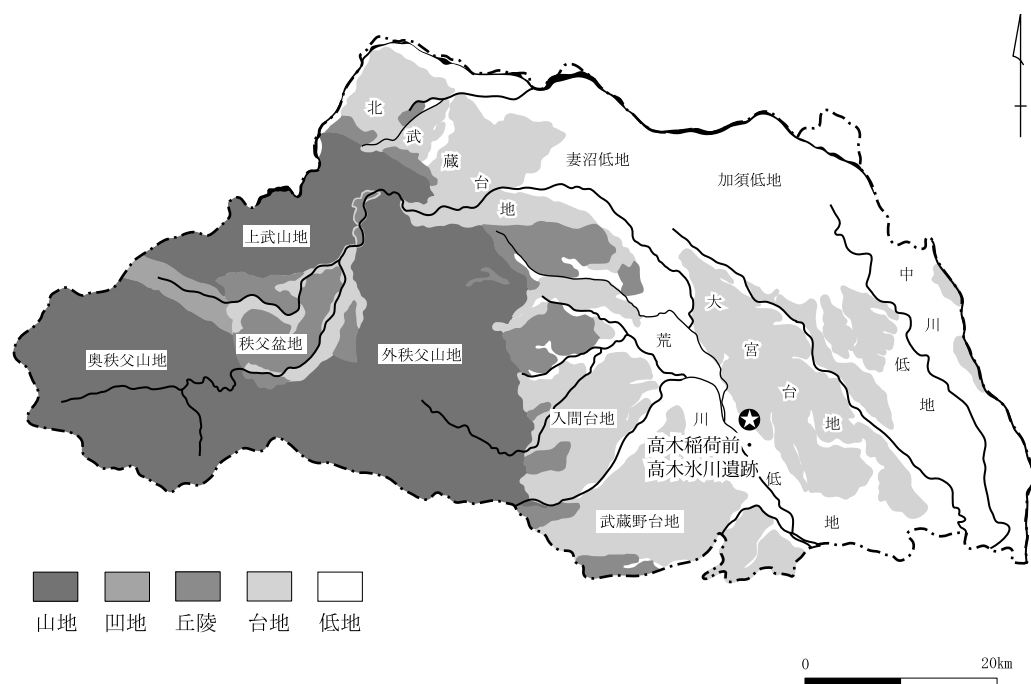 北武蔵台地
妻沼低地
加須低地
上武山地
中川低地
大宮台地
秩父盆地
奥秩父山地
外秩父山地
荒川低地
入間台地
高木稲荷前・
高木氷川遺跡
武蔵野台地
山地
凹地
丘陵
台地
低地
0
20km